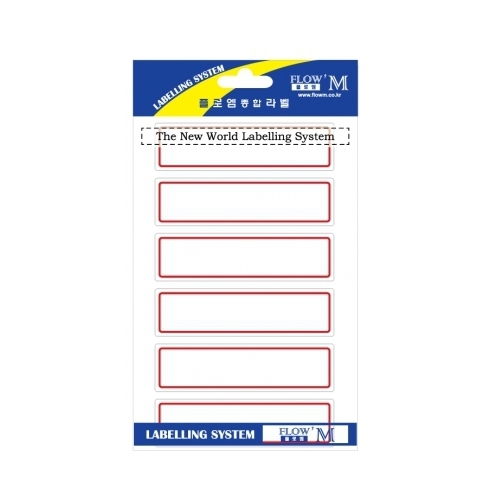 LABELLING SYSTEM
FLOW'M
플로엠
www.flowm.co.kr
플로엠종합라벨
The New World Labelling System
LABELLING SYSTEM
FLOW'M
플로엠